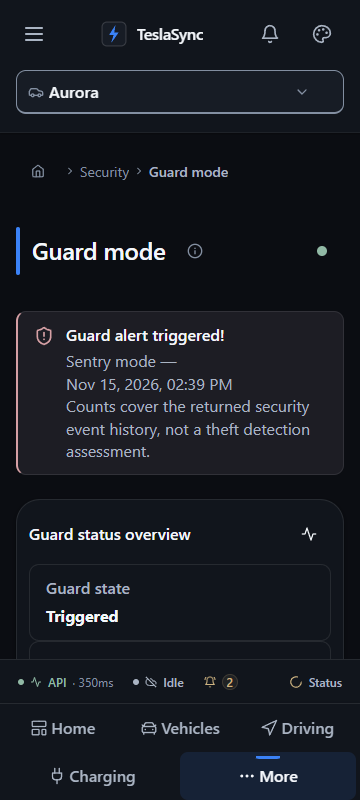 TeslaSync
Aurora
Security
Guard mode
Guard mode
Guard alert triggered!
Sentry mode —
Nov 15, 2026, 02:39 PM
Counts cover the returned security
event history, not a theft detection
assessment.
Guard status overview
Guard state
Triggered
API · 350ms
Idle
2
Status
Home
Vehicles
Driving
Charging
More